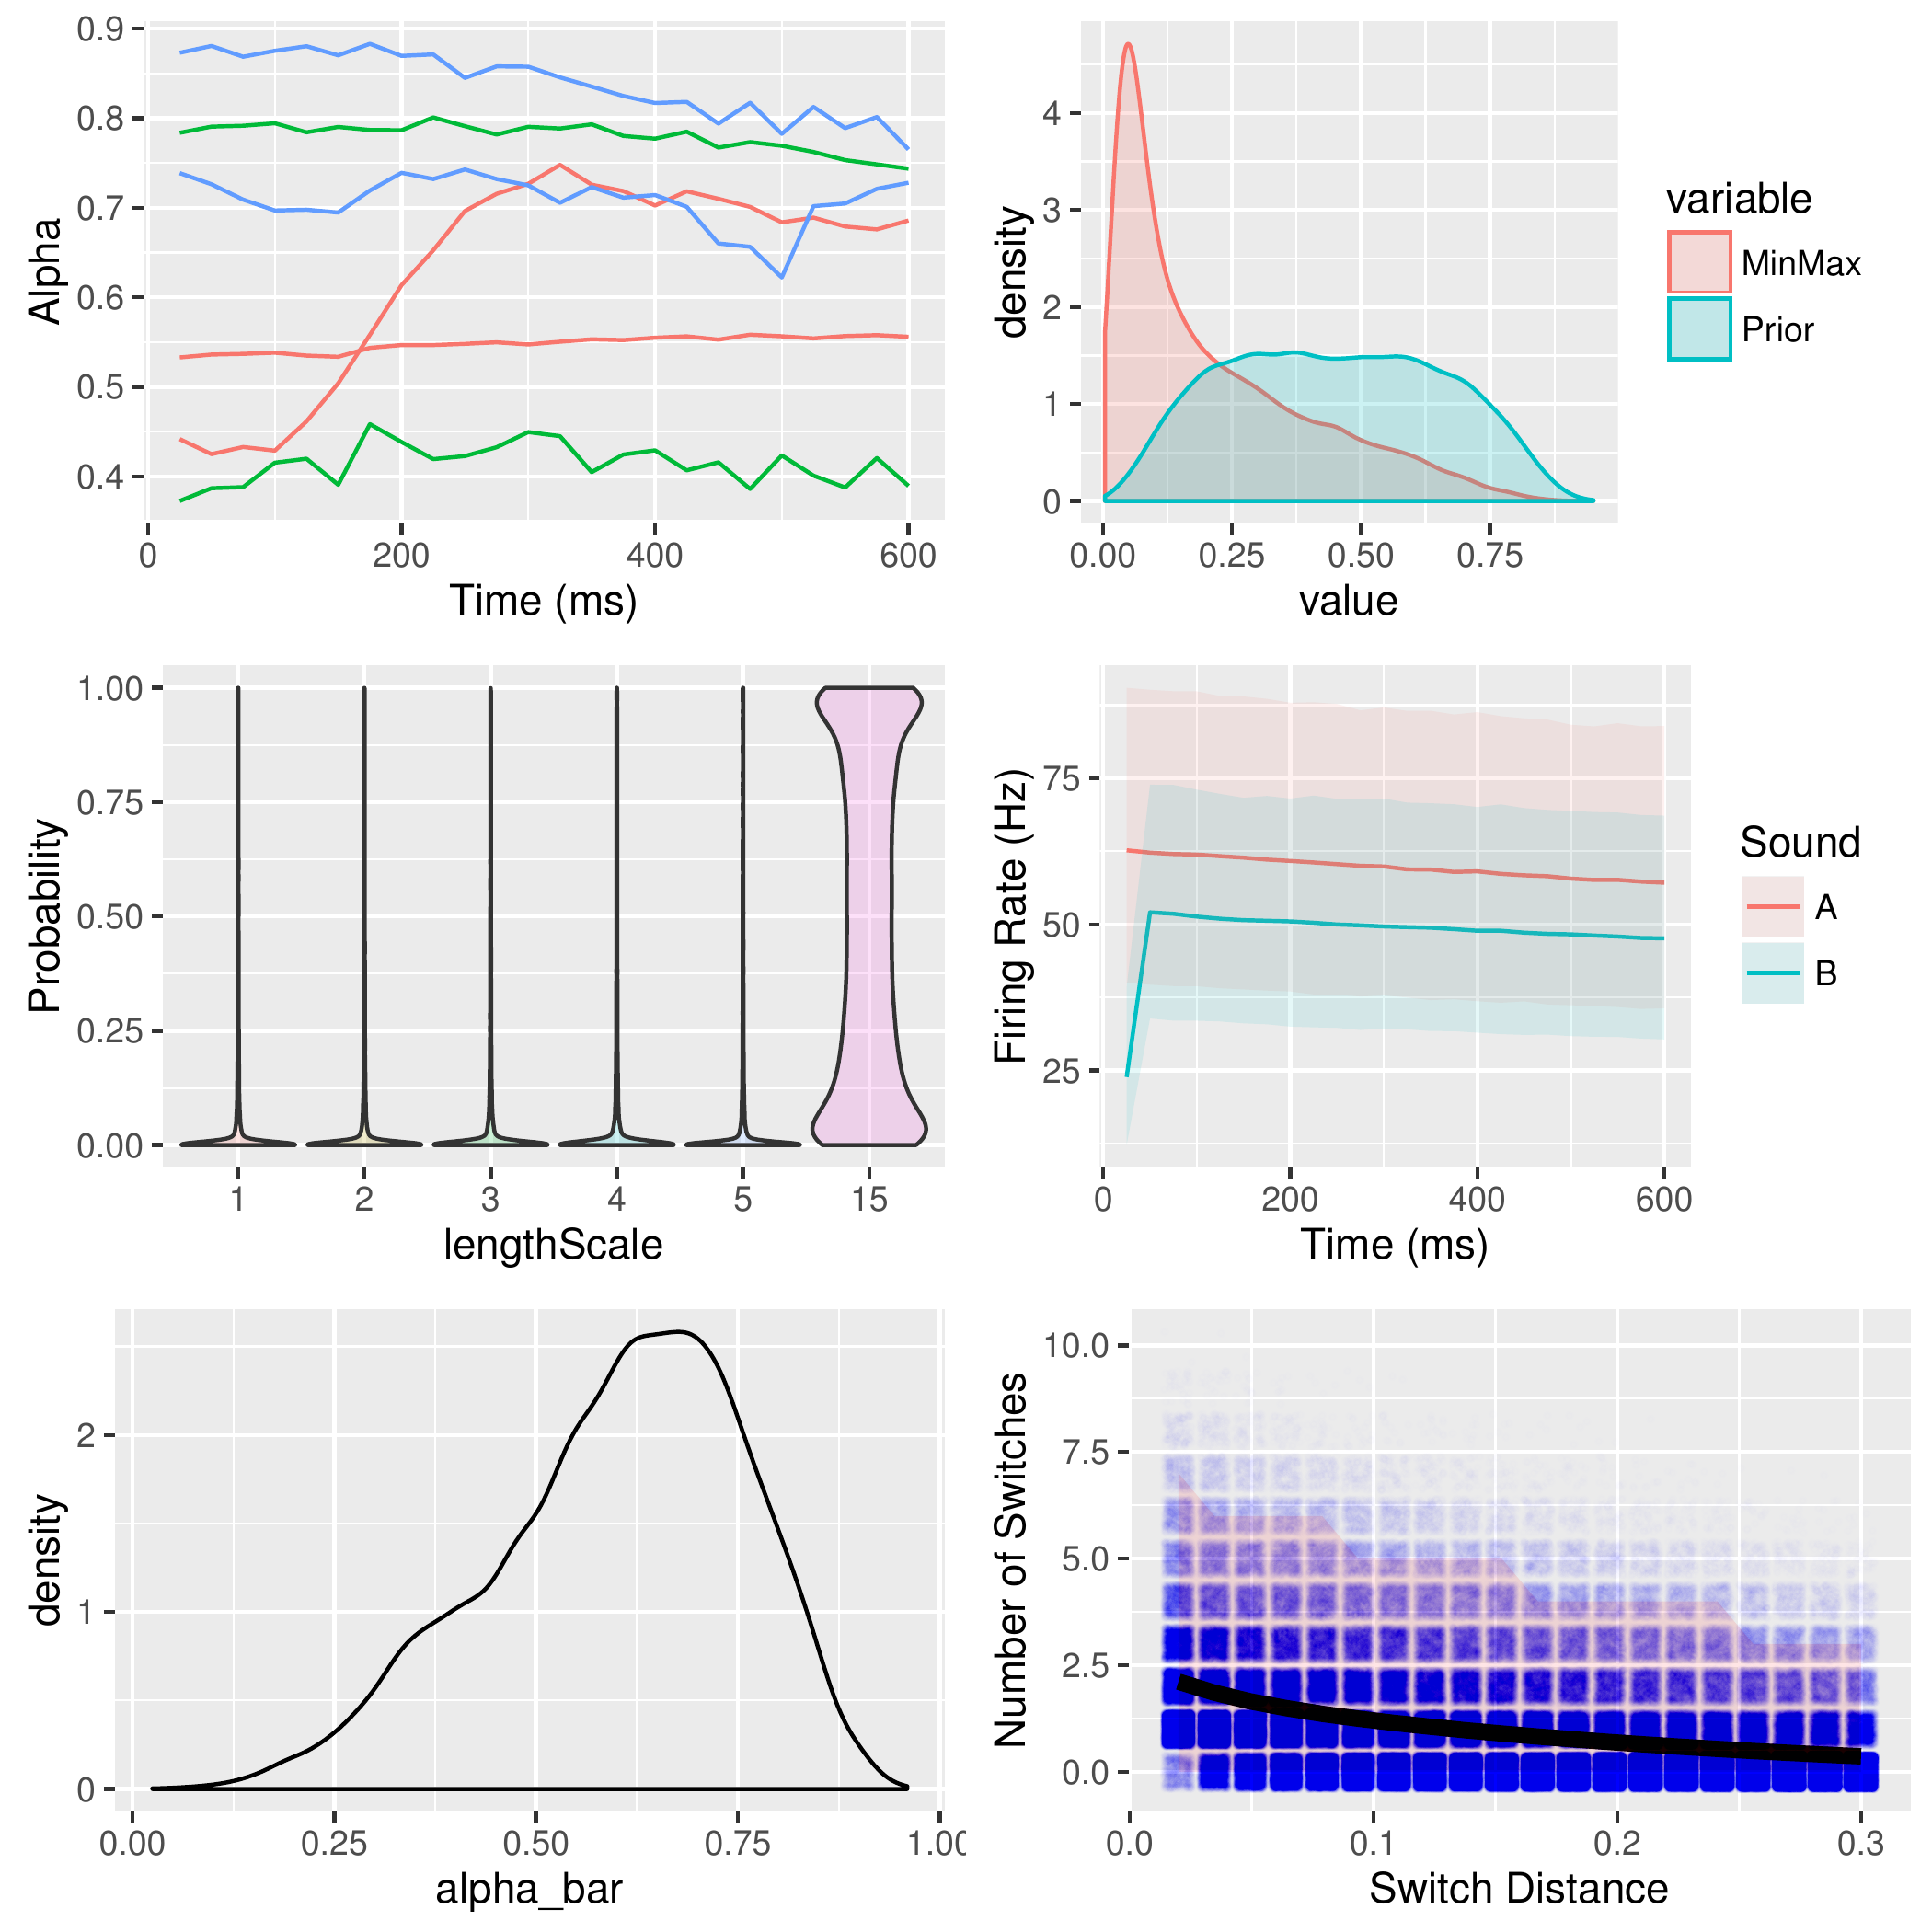 0.9
0.8
0.7
0.6
0.5
0.4
Alpha
0 200 400 600
Time (ms)
4
3
2
1
0
density
0.00 0.25 0.50 0.75
value
variable
MinMax
Prior
1.00
0.75
0.50
0.25
0.00
Probability
1 2 3 4 5 15
lengthScale
75
50
25
Firing Rate (Hz)
0 200 400 600
Time (ms)
Sound
A
B
2
1
0
density
0.00 0.25 0.50 0.75 1.00
alpha_bar
10.0
7.5
5.0
2.5
0.0
Number of Switches
0.0 0.1 0.2 0.3
Switch Distance